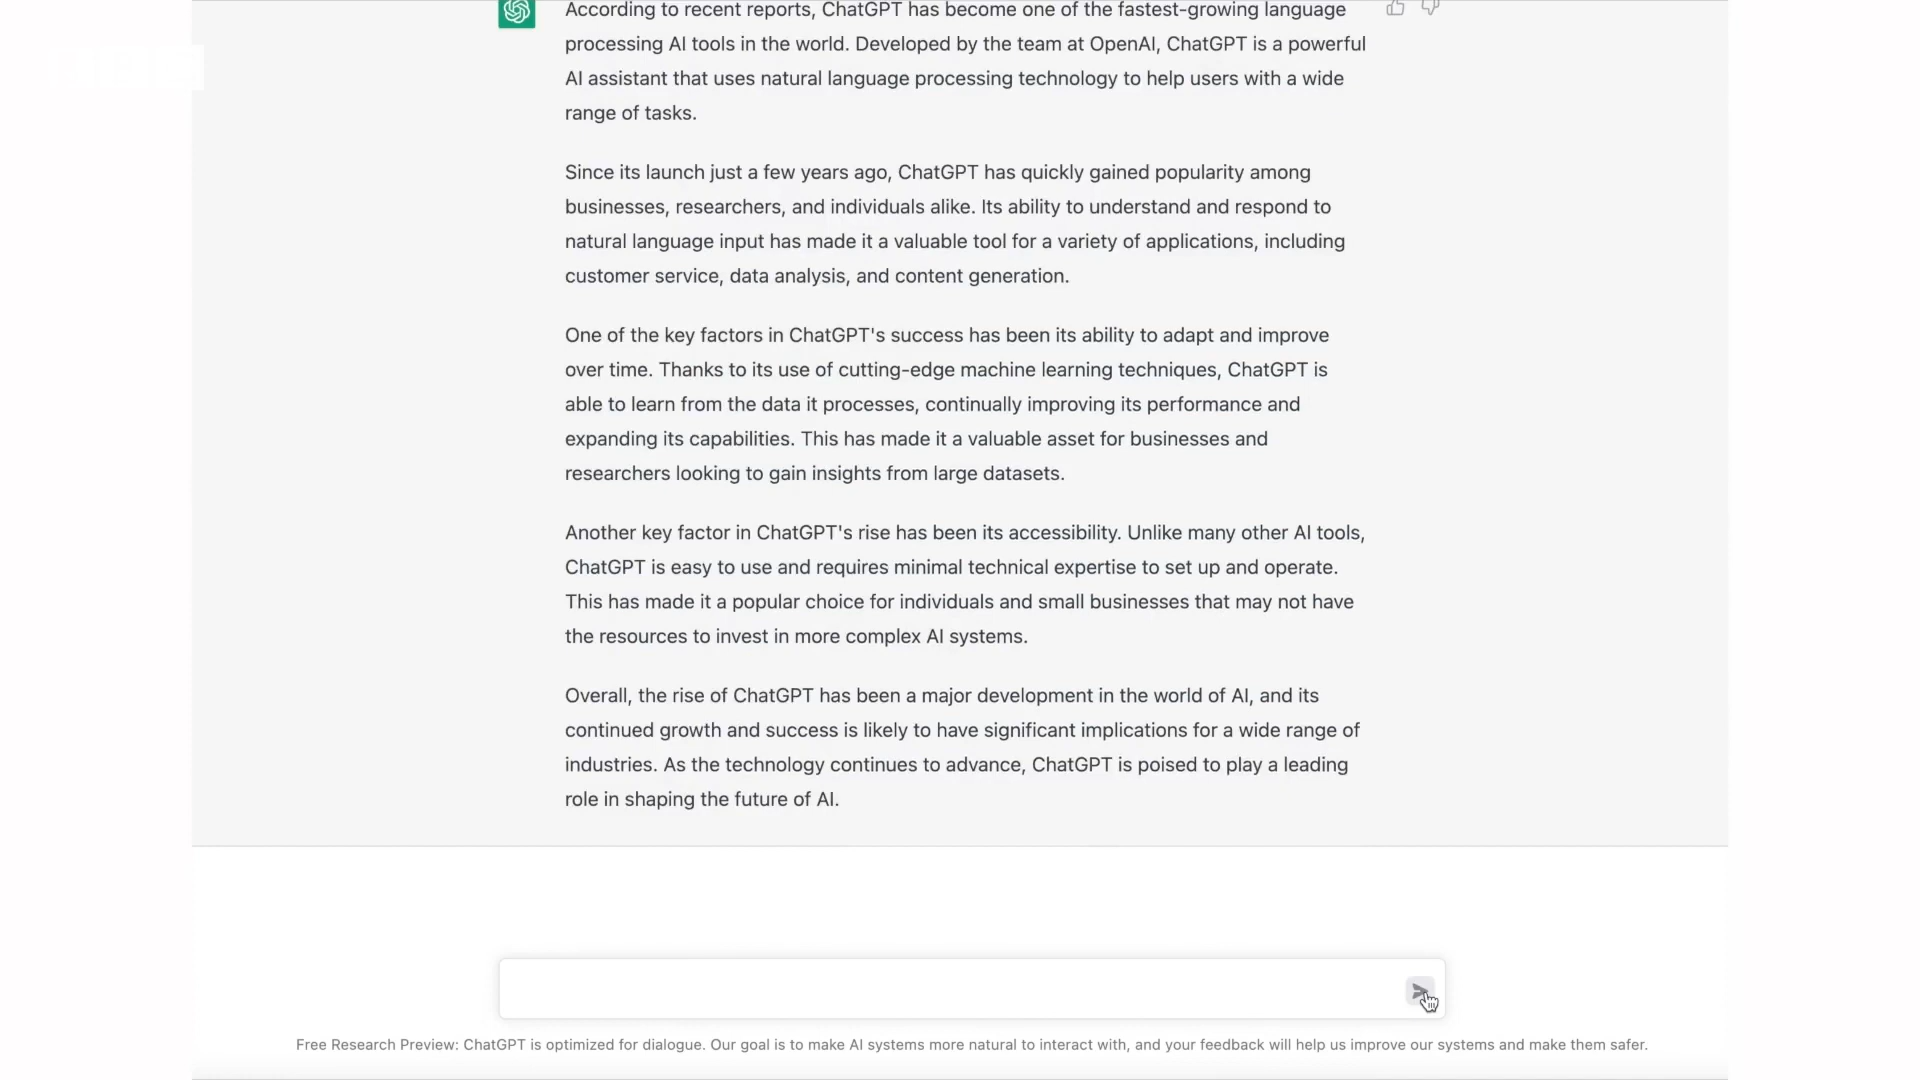 According to recent reports, ChatGPT has become one of the fastest-growing language
processing AI tools in the world. Developed by the team at OpenAI, ChatGPT is a powerful
AI assistant that uses natural language processing technology to help users with a wide
range of tasks.
Since its launch just a few years ago, ChatGPT has quickly gained popularity among
businesses, researchers, and individuals alike. Its ability to understand and respond to
natural language input has made it a valuable tool for a variety of applications, including
customer service, data analysis, and content generation.
One of the key factors in ChatGPT's success has been its ability to adapt and improve
over time. Thanks to its use of cutting-edge machine learning techniques, ChatGPT is
able to learn from the data it processes, continually improving its performance and
expanding its capabilities. This has made it a valuable asset for businesses and
researchers looking to gain insights from large datasets.
Another key factor in ChatGPT's rise has been its accessibility. Unlike many other AI tools,
ChatGPT is easy to use and requires minimal technical expertise to set up and operate.
This has made it a popular choice for individuals and small businesses that may not have
the resources to invest in more complex AI systems.
Overall, the rise of ChatGPT has been a major development in the world of AI, and its
continued growth and success is likely to have significant implications for a wide range of
industries. As the technology continues to advance, ChatGPT is poised to play a leading
role in shaping the future of AI.
Free Research Preview: ChatGPT is optimized for dialogue. Our goal is to make AI systems more natural to interact with, and your feedback will help us improve our systems and make them safer.